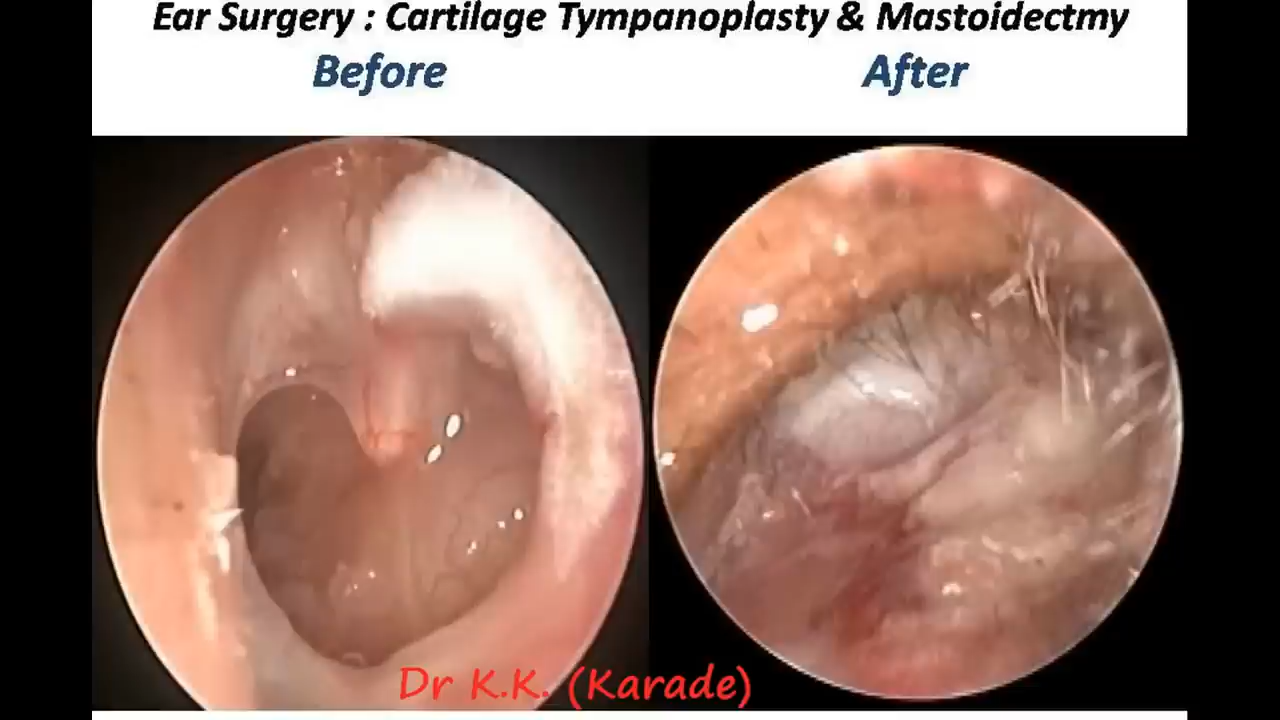 Ear Surgery : Cartilage Tympanoplasty & Mastoidectmy
Before
After
Dr K.K. (Karade)